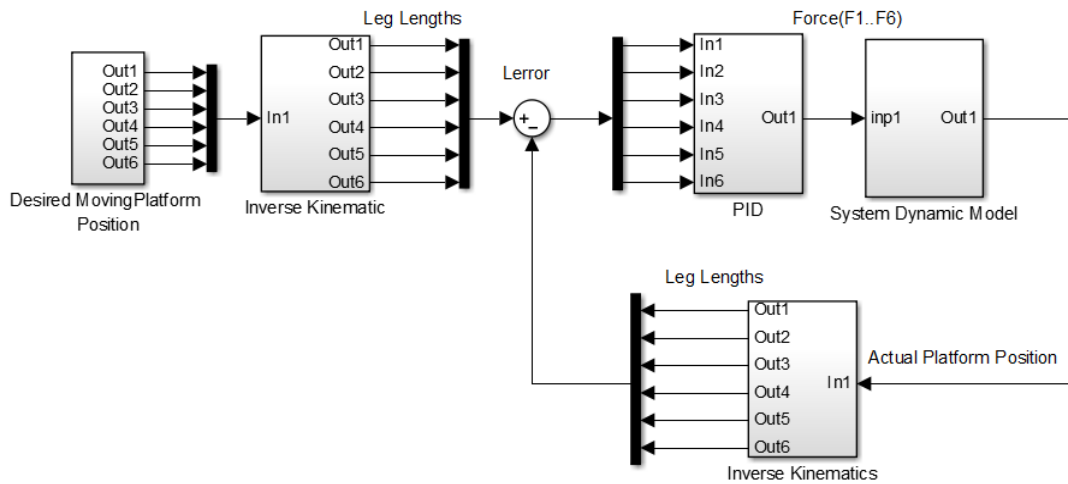 Leg Lengths
Force(F1..F6)
Lerror
Out1
Out2
Out3
Out4
Out5
Out6
Desired MovingPlatform
Position
In1
Out1
Out2
Out3
Out4
Out5
Out6
Inverse Kinematic
+
−
In1
In2
In3
In4
In5
In6
Out1
PID
inp1
Out1
System Dynamic Model
Leg Lengths
Out1
Out2
Out3
Out4
Out5
Out6
In1
Inverse Kinematics
Actual Platform Position